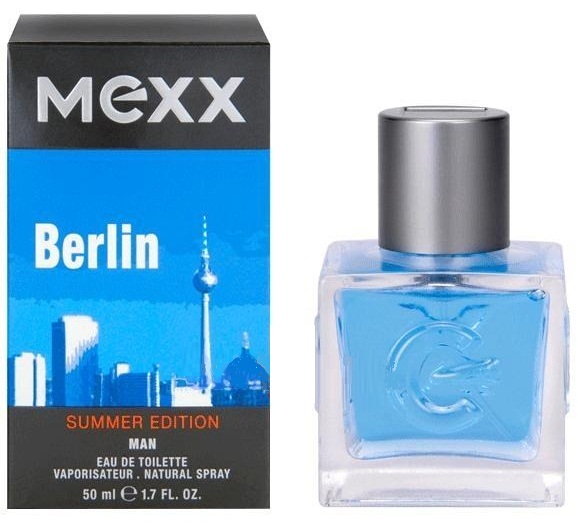 MEXX
Berlin
SUMMER EDITION
MAN
EAU DE TOILETTE
VAPORISATEUR . NATURAL SPRAY
50 ml ℮ 1.7 FL. OZ.